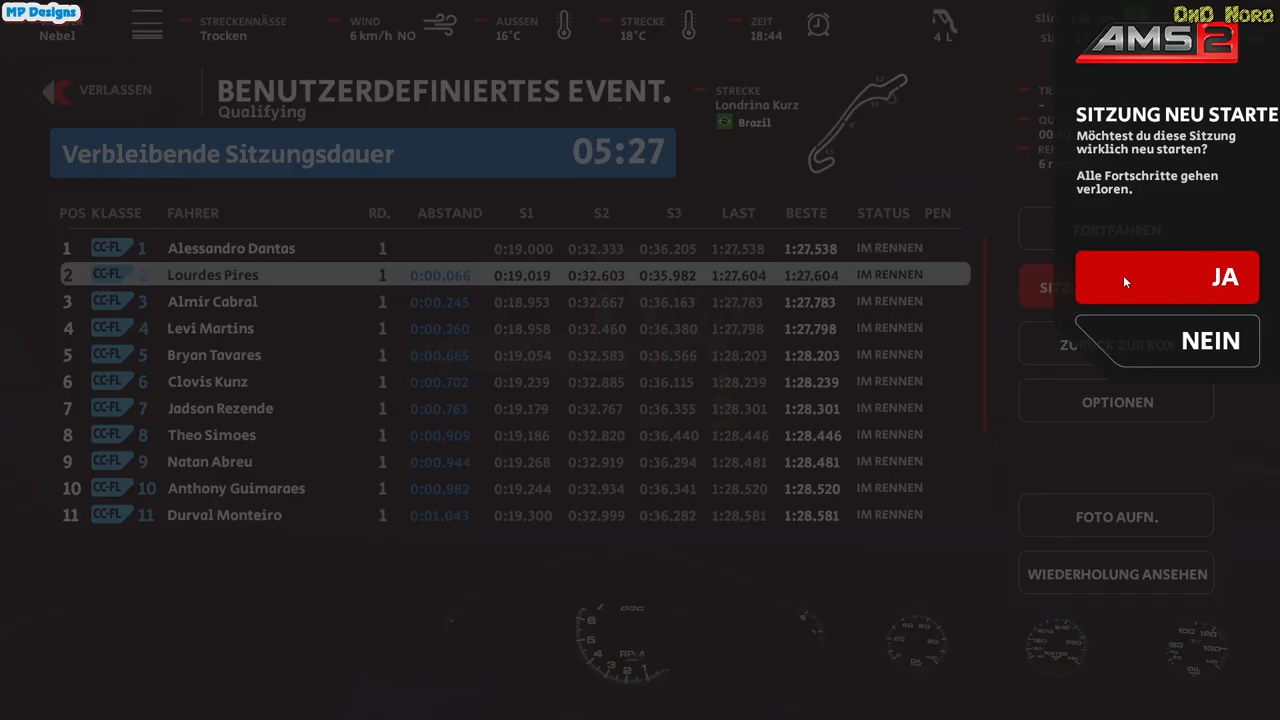 MP Designs
Nebel
STRECKENNÄSSE
Trocken
WIND
6 km/h NO
AUSSEN
16°C
STRECKE
18°C
ZEIT
18:44
4 L
OxO Nord
AMS2
VERLASSEN
BENUTZERDEFINIERTES EVENT.
Qualifying
STRECKE
Londrina Kurz
Brazil
Verbleibende Sitzungsdauer 05:27
SITZUNG NEU STARTE
Möchtest du diese Sitzung
wirklich neu starten?
Alle Fortschritte gehen
verloren.
FORTFAHREN
JA
NEIN
ZURÜCK ZUR BOX
OPTIONEN
FOTO AUFN.
WIEDERHOLUNG ANSEHEN
POS KLASSE FAHRER RD. ABSTAND S1 S2 S3 LAST BESTE STATUS PEN
1 CC-FL 1 Alessandro Dantas 1 0:19.000 0:32.333 0:36.205 1:27.538 1:27.538 IM RENNEN
2 CC-FL 2 Lourdes Pires 1 0:00.066 0:19.019 0:32.603 0:35.982 1:27.604 1:27.604 IM RENNEN
3 CC-FL 3 Almir Cabral 1 0:00.245 0:18.958 0:32.667 0:36.163 1:27.783 1:27.783 IM RENNEN
4 CC-FL 4 Levi Martins 1 0:00.260 0:18.958 0:32.460 0:36.380 1:27.798 1:27.798 IM RENNEN
5 CC-FL 5 Bryan Tavares 1 0:00.665 0:19.054 0:32.583 0:36.566 1:28.203 1:28.203 IM RENNEN
6 CC-FL 6 Clovis Kunz 1 0:00.702 0:19.239 0:32.885 0:36.115 1:28.239 1:28.239 IM RENNEN
7 CC-FL 7 Jadson Rezende 1 0:00.763 0:19.179 0:32.767 0:36.355 1:28.301 1:28.301 IM RENNEN
8 CC-FL 8 Theo Simoes 1 0:00.909 0:19.186 0:32.820 0:36.440 1:28.446 1:28.446 IM RENNEN
9 CC-FL 9 Natan Abreu 1 0:00.944 0:19.268 0:32.919 0:36.294 1:28.481 1:28.481 IM RENNEN
10 CC-FL 10 Anthony Guimaraes 1 0:00.982 0:19.244 0:32.934 0:36.341 1:28.520 1:28.520 IM RENNEN
11 CC-FL 11 Durval Monteiro 1 0:01.043 0:19.300 0:32.999 0:36.282 1:28.581 1:28.581 IM RENNEN